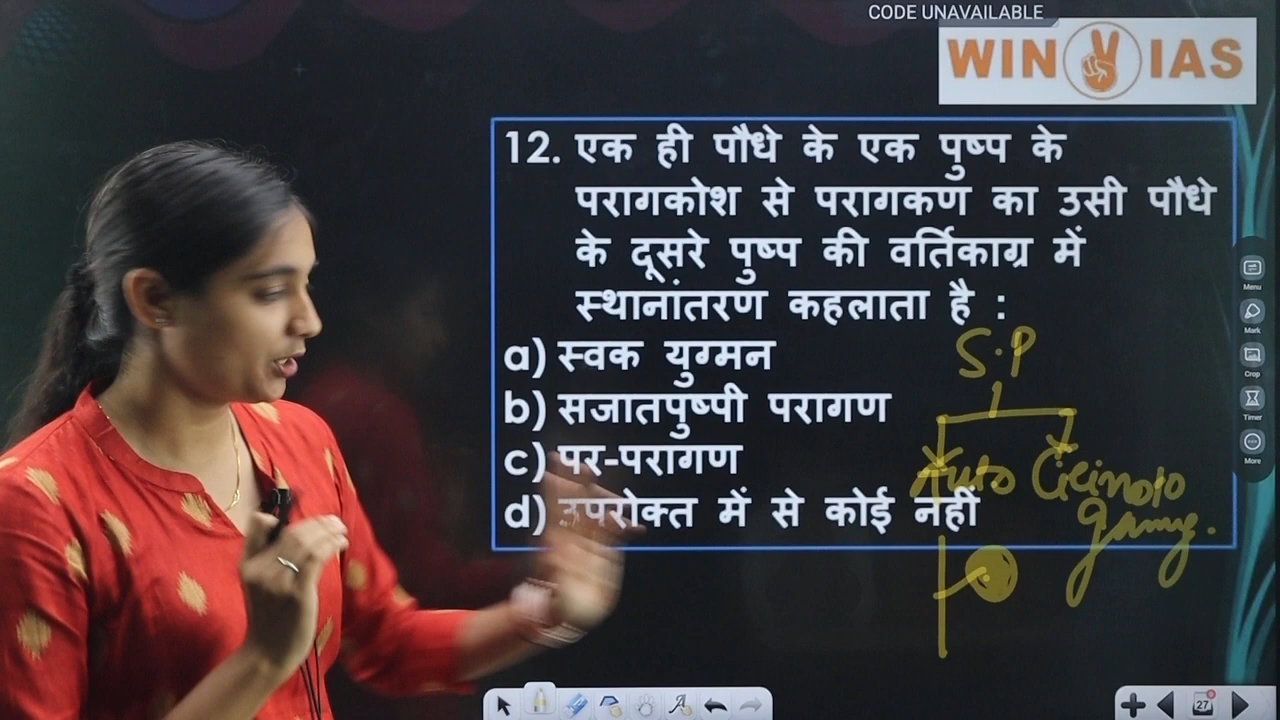 CODE UNAVAILABLE
WIN IAS
12. एक ही पौधे के एक पुष्प के
परागकोश से परागकण का उसी पौधे
के दूसरे पुष्प की वर्तिकाग्र में
स्थानांतरण कहलाता है :
a) स्वक युग्मन
b) सजातपुष्पी परागण
c) पर-परागण
d) उपरोक्त में से कोई नहीं
S.P
Auto
gamy.
Menu
Mark
Crop
Timer
More
27